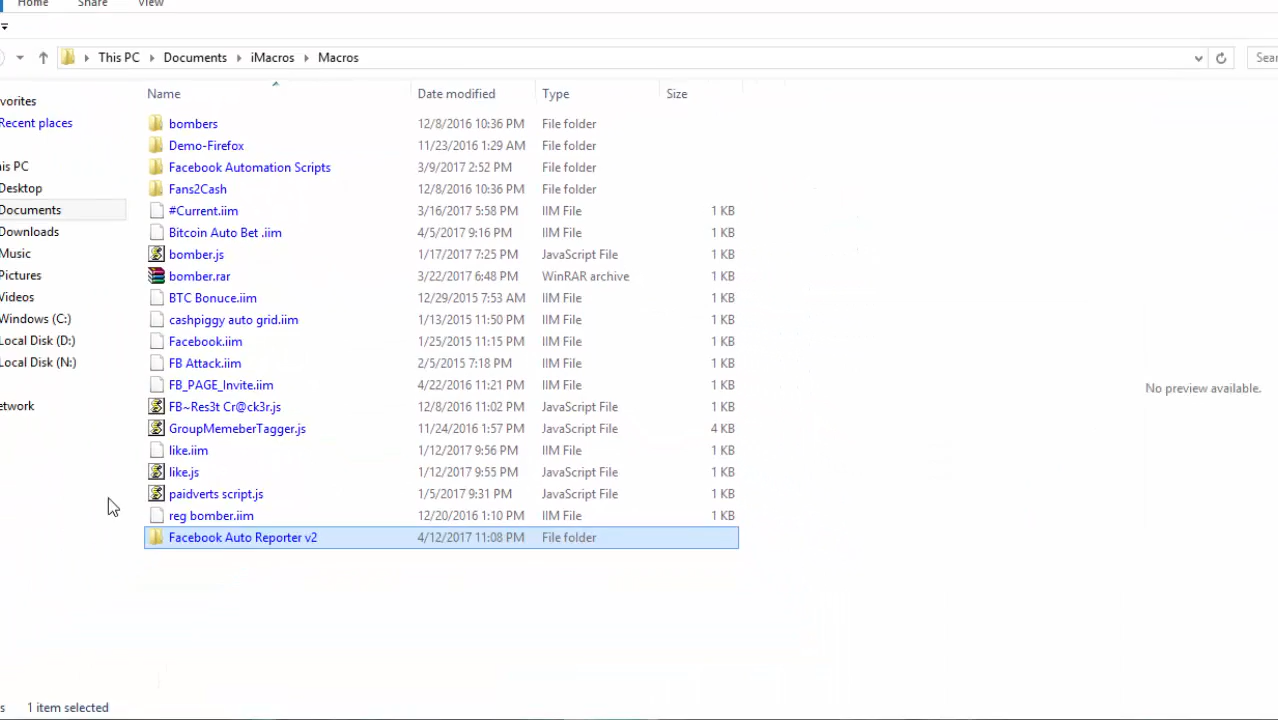 Home Share View
This PC Documents iMacros Macros Sear
Name Date modified Type Size
vorites
Recent places
is PC
Desktop
Documents
Downloads
Music
Pictures
Videos
Windows (C:)
Local Disk (D:)
Local Disk (N:)
etwork
bombers 12/8/2016 10:36 PM File folder
Demo-Firefox 11/23/2016 1:29 AM File folder
Facebook Automation Scripts 3/9/2017 2:52 PM File folder
Fans2Cash 12/8/2016 10:36 PM File folder
#Current.iim 3/16/2017 5:58 PM IIM File 1 KB
Bitcoin Auto Bet .iim 4/5/2017 9:16 PM IIM File 1 KB
bomber.js 1/17/2017 7:25 PM JavaScript File 1 KB
bomber.rar 3/22/2017 6:48 PM WinRAR archive 1 KB
BTC Bonuce.iim 12/29/2015 7:53 AM IIM File 1 KB
cashpiggy auto grid.iim 1/13/2015 11:50 PM IIM File 1 KB
Facebook.iim 1/25/2015 11:15 PM IIM File 1 KB
FB Attack.iim 2/5/2015 7:18 PM IIM File 1 KB
FB_PAGE_Invite.iim 4/22/2016 11:21 PM IIM File 1 KB
FB~Res3t Cr@ck3r.js 12/8/2016 11:02 PM JavaScript File 1 KB
GroupMemeberTagger.js 11/24/2016 1:57 PM JavaScript File 4 KB
like.iim 1/12/2017 9:56 PM IIM File 1 KB
like.js 1/12/2017 9:55 PM JavaScript File 1 KB
paidverts script.js 1/5/2017 9:31 PM JavaScript File 1 KB
reg bomber.iim 12/20/2016 1:10 PM IIM File 1 KB
Facebook Auto Reporter v2 4/12/2017 11:08 PM File folder
No preview available.
s 1 item selected